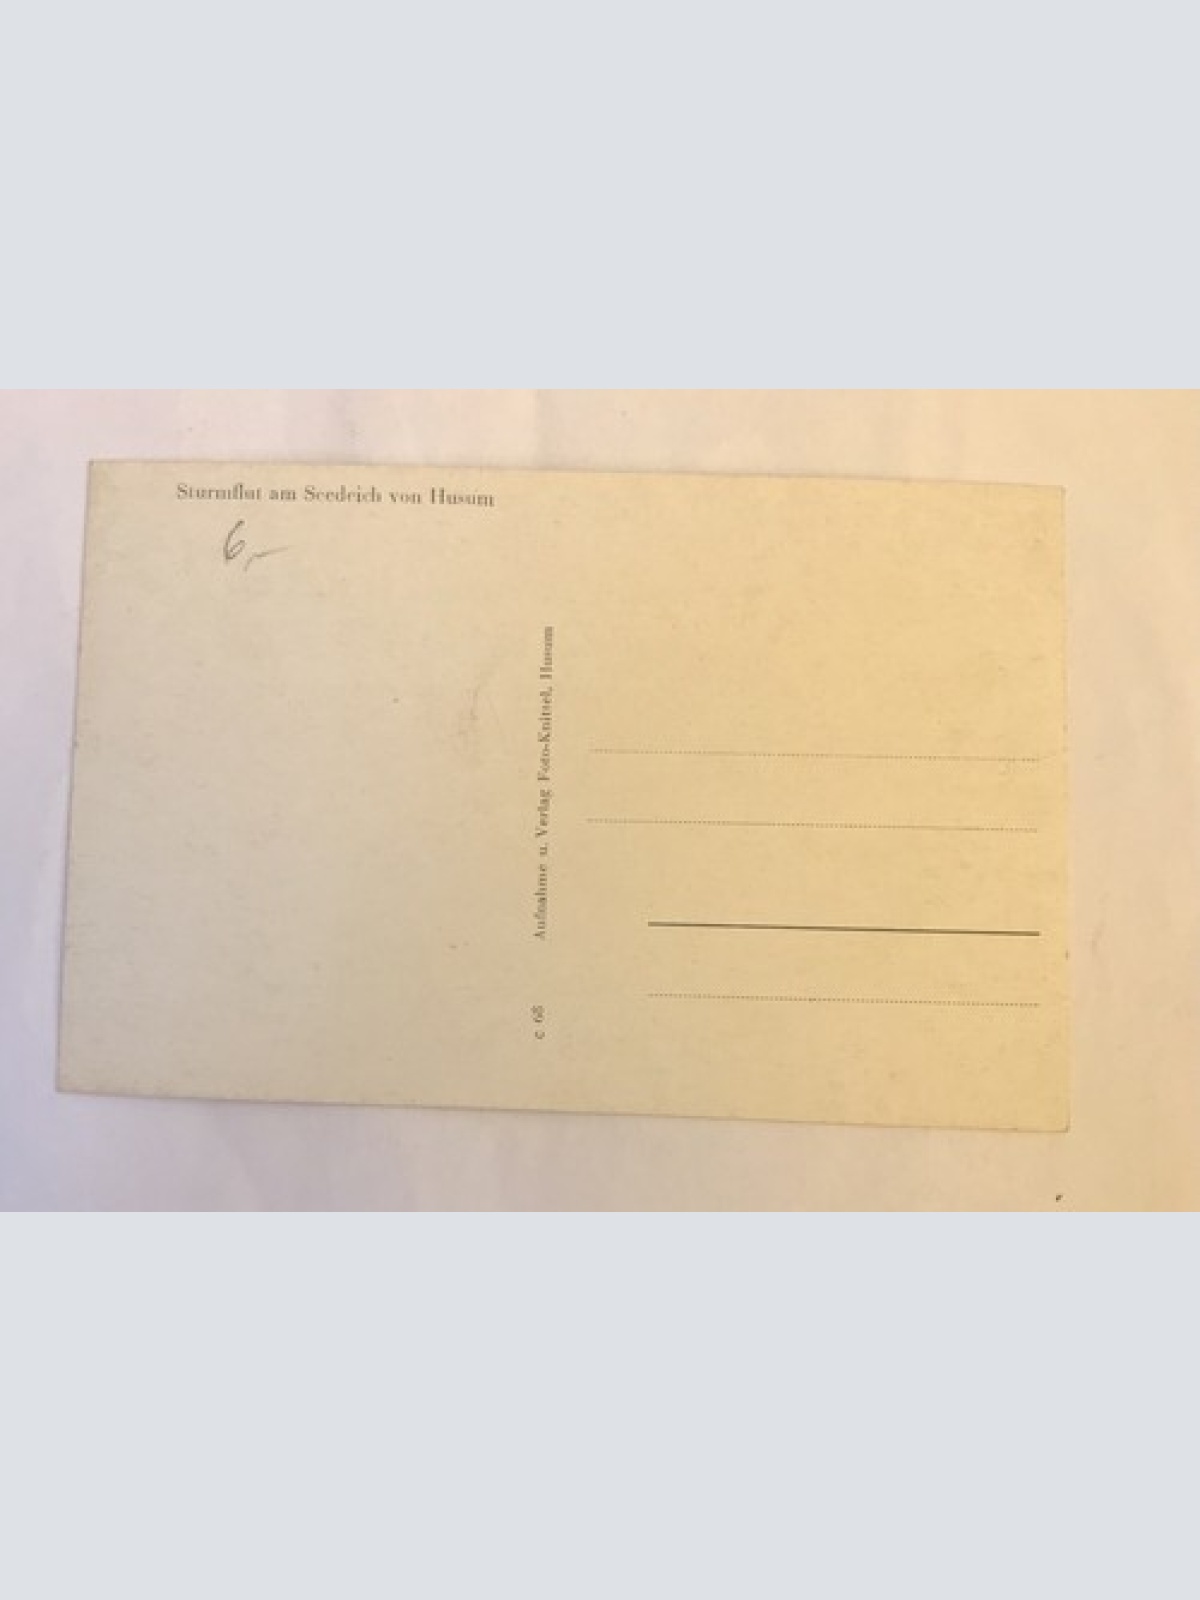 Sturmflut am Seedeich von Husum
6,-
Aufnahme u. Verlag Foto-Knittel, Husum
c 68